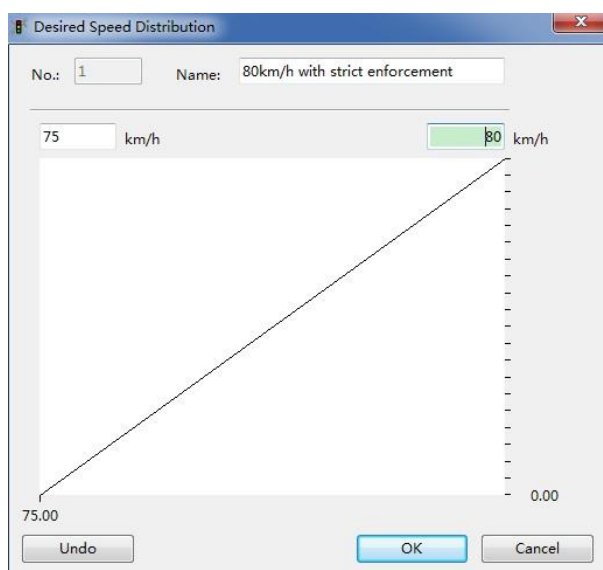 Desired Speed Distribution
No.: 1 Name: 80km/h with strict enforcement
75 km/h 80 km/h
0.00
75.00
Undo OK Cancel